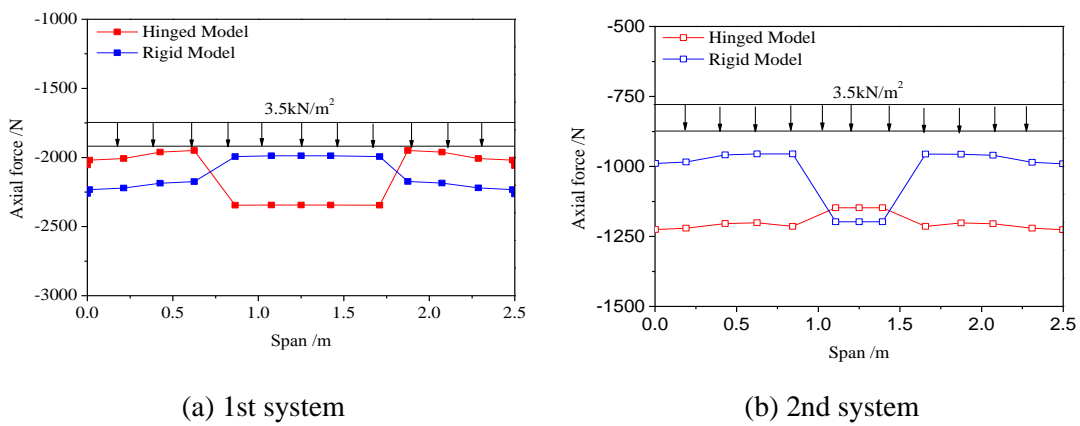 -1000
-1500
-2000
-2500
-3000
Axial force /N
Hinged Model
Rigid Model
3.5kN/m²
0.0 0.5 1.0 1.5 2.0 2.5
Span /m
(a) 1st system
-500
-750
-1000
-1250
-1500
Axial force /N
Hinged Model
Rigid Model
3.5kN/m²
0.0 0.5 1.0 1.5 2.0 2.5
Span /m
(b) 2nd system